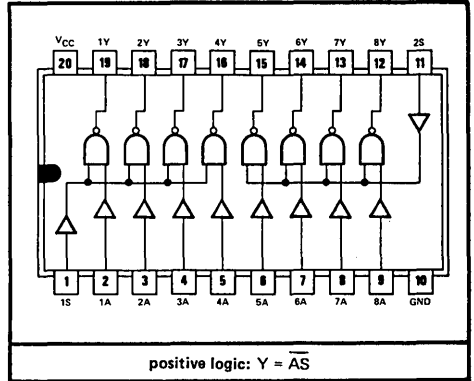 VCC 1Y 2Y 3Y 4Y 5Y 6Y 7Y 8Y 2S
20 19 18 17 16 15 14 13 12 11
1 2 3 4 5 6 7 8 9 10
1S 1A 2A 3A 4A 5A 6A 7A 8A GND
positive logic: Y = A̅S̅